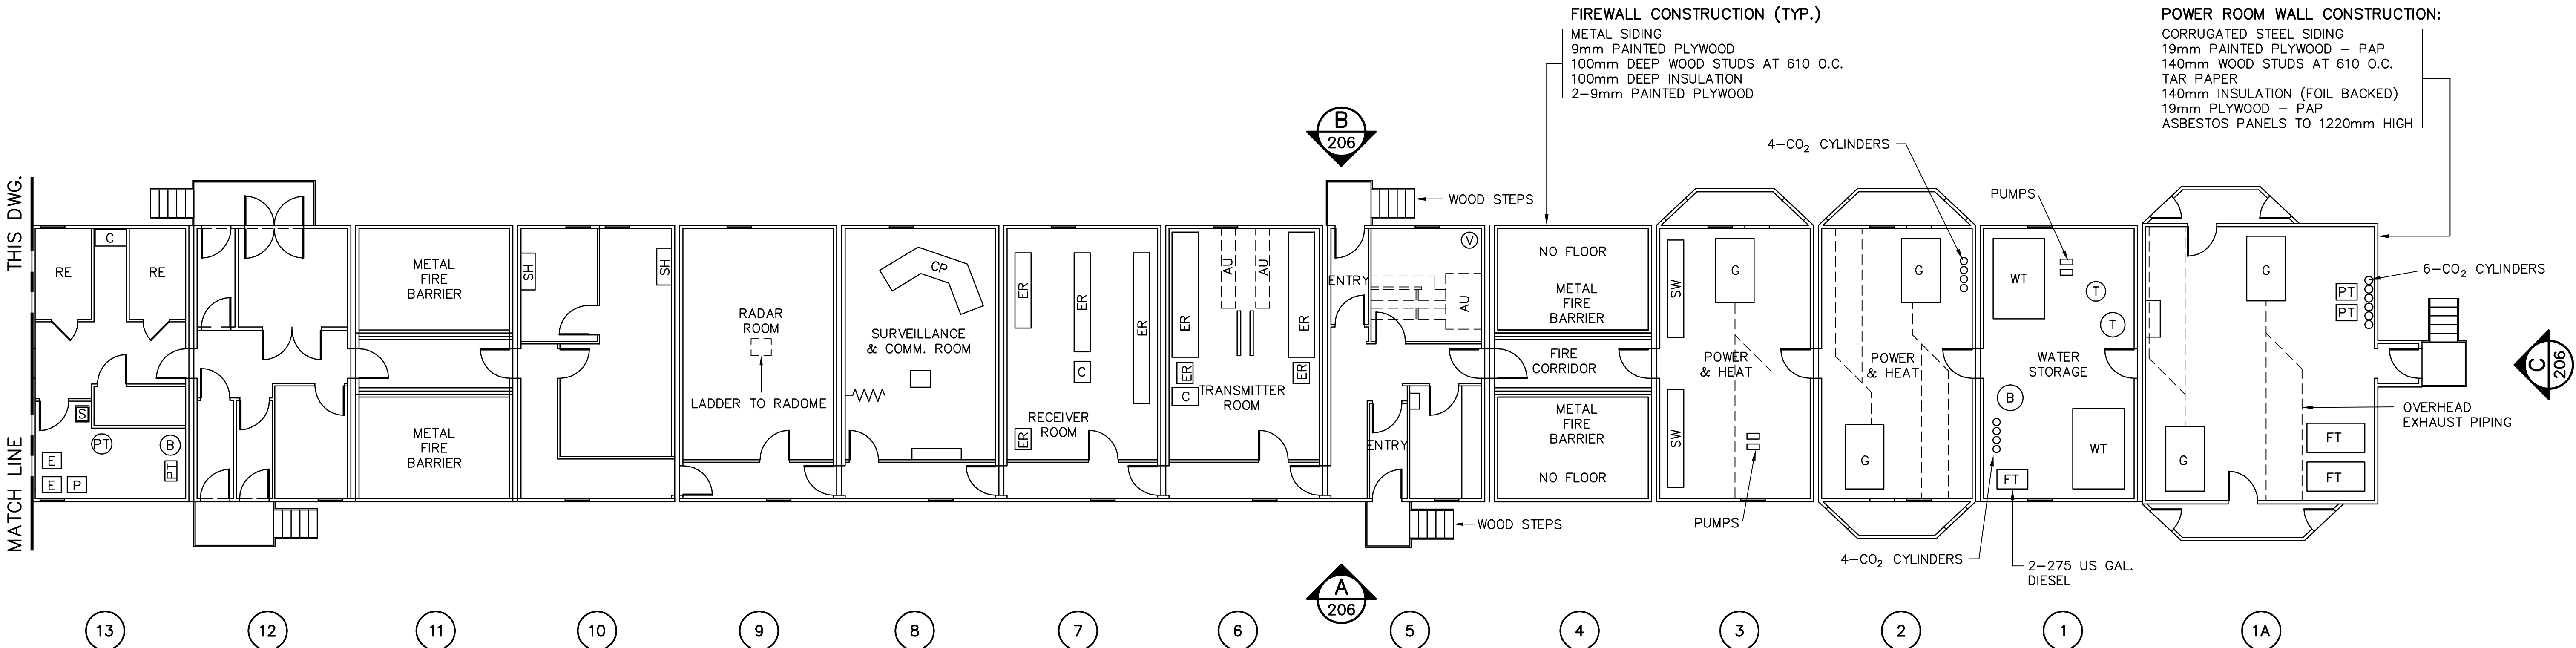 FIREWALL CONSTRUCTION (TYP.)
METAL SIDING
9mm PAINTED PLYWOOD
100mm DEEP WOOD STUDS AT 610 O.C.
100mm DEEP INSULATION
2-9mm PAINTED PLYWOOD
POWER ROOM WALL CONSTRUCTION:
CORRUGATED STEEL SIDING
19mm PAINTED PLYWOOD - PAP
140mm WOOD STUDS AT 610 O.C.
TAR PAPER
140mm INSULATION (FOIL BACKED)
19mm PLYWOOD - PAP
ASBESTOS PANELS TO 1220mm HIGH
B
206
4-CO₂ CYLINDERS
PUMPS
WOOD STEPS
THIS DWG.
MATCH LINE
RE
C
RE
S
PT
B
PT
E
E
P
METAL
FIRE
BARRIER
METAL
FIRE
BARRIER
SH
SH
RADAR
ROOM
LADDER TO RADOME
CP
SURVEILLANCE
& COMM. ROOM
ER
ER
ER
C
RECEIVER
ROOM
ER
ER
AU
AU
ER
ER
C
ER
TRANSMITTER
ROOM
ENTRY
V
AU
ENTRY
NO FLOOR
METAL
FIRE
BARRIER
FIRE
CORRIDOR
METAL
FIRE
BARRIER
NO FLOOR
SW
G
POWER
& HEAT
SW
PUMPS
G
POWER
& HEAT
G
WT
T
T
WATER
STORAGE
B
WT
FT
4-CO₂ CYLINDERS
2-275 US GAL.
DIESEL
G
PT
PT
6-CO₂ CYLINDERS
G
FT
FT
OVERHEAD
EXHAUST PIPING
C
206
WOOD STEPS
A
206
13
12
11
10
9
8
7
6
5
4
3
2
1
1A